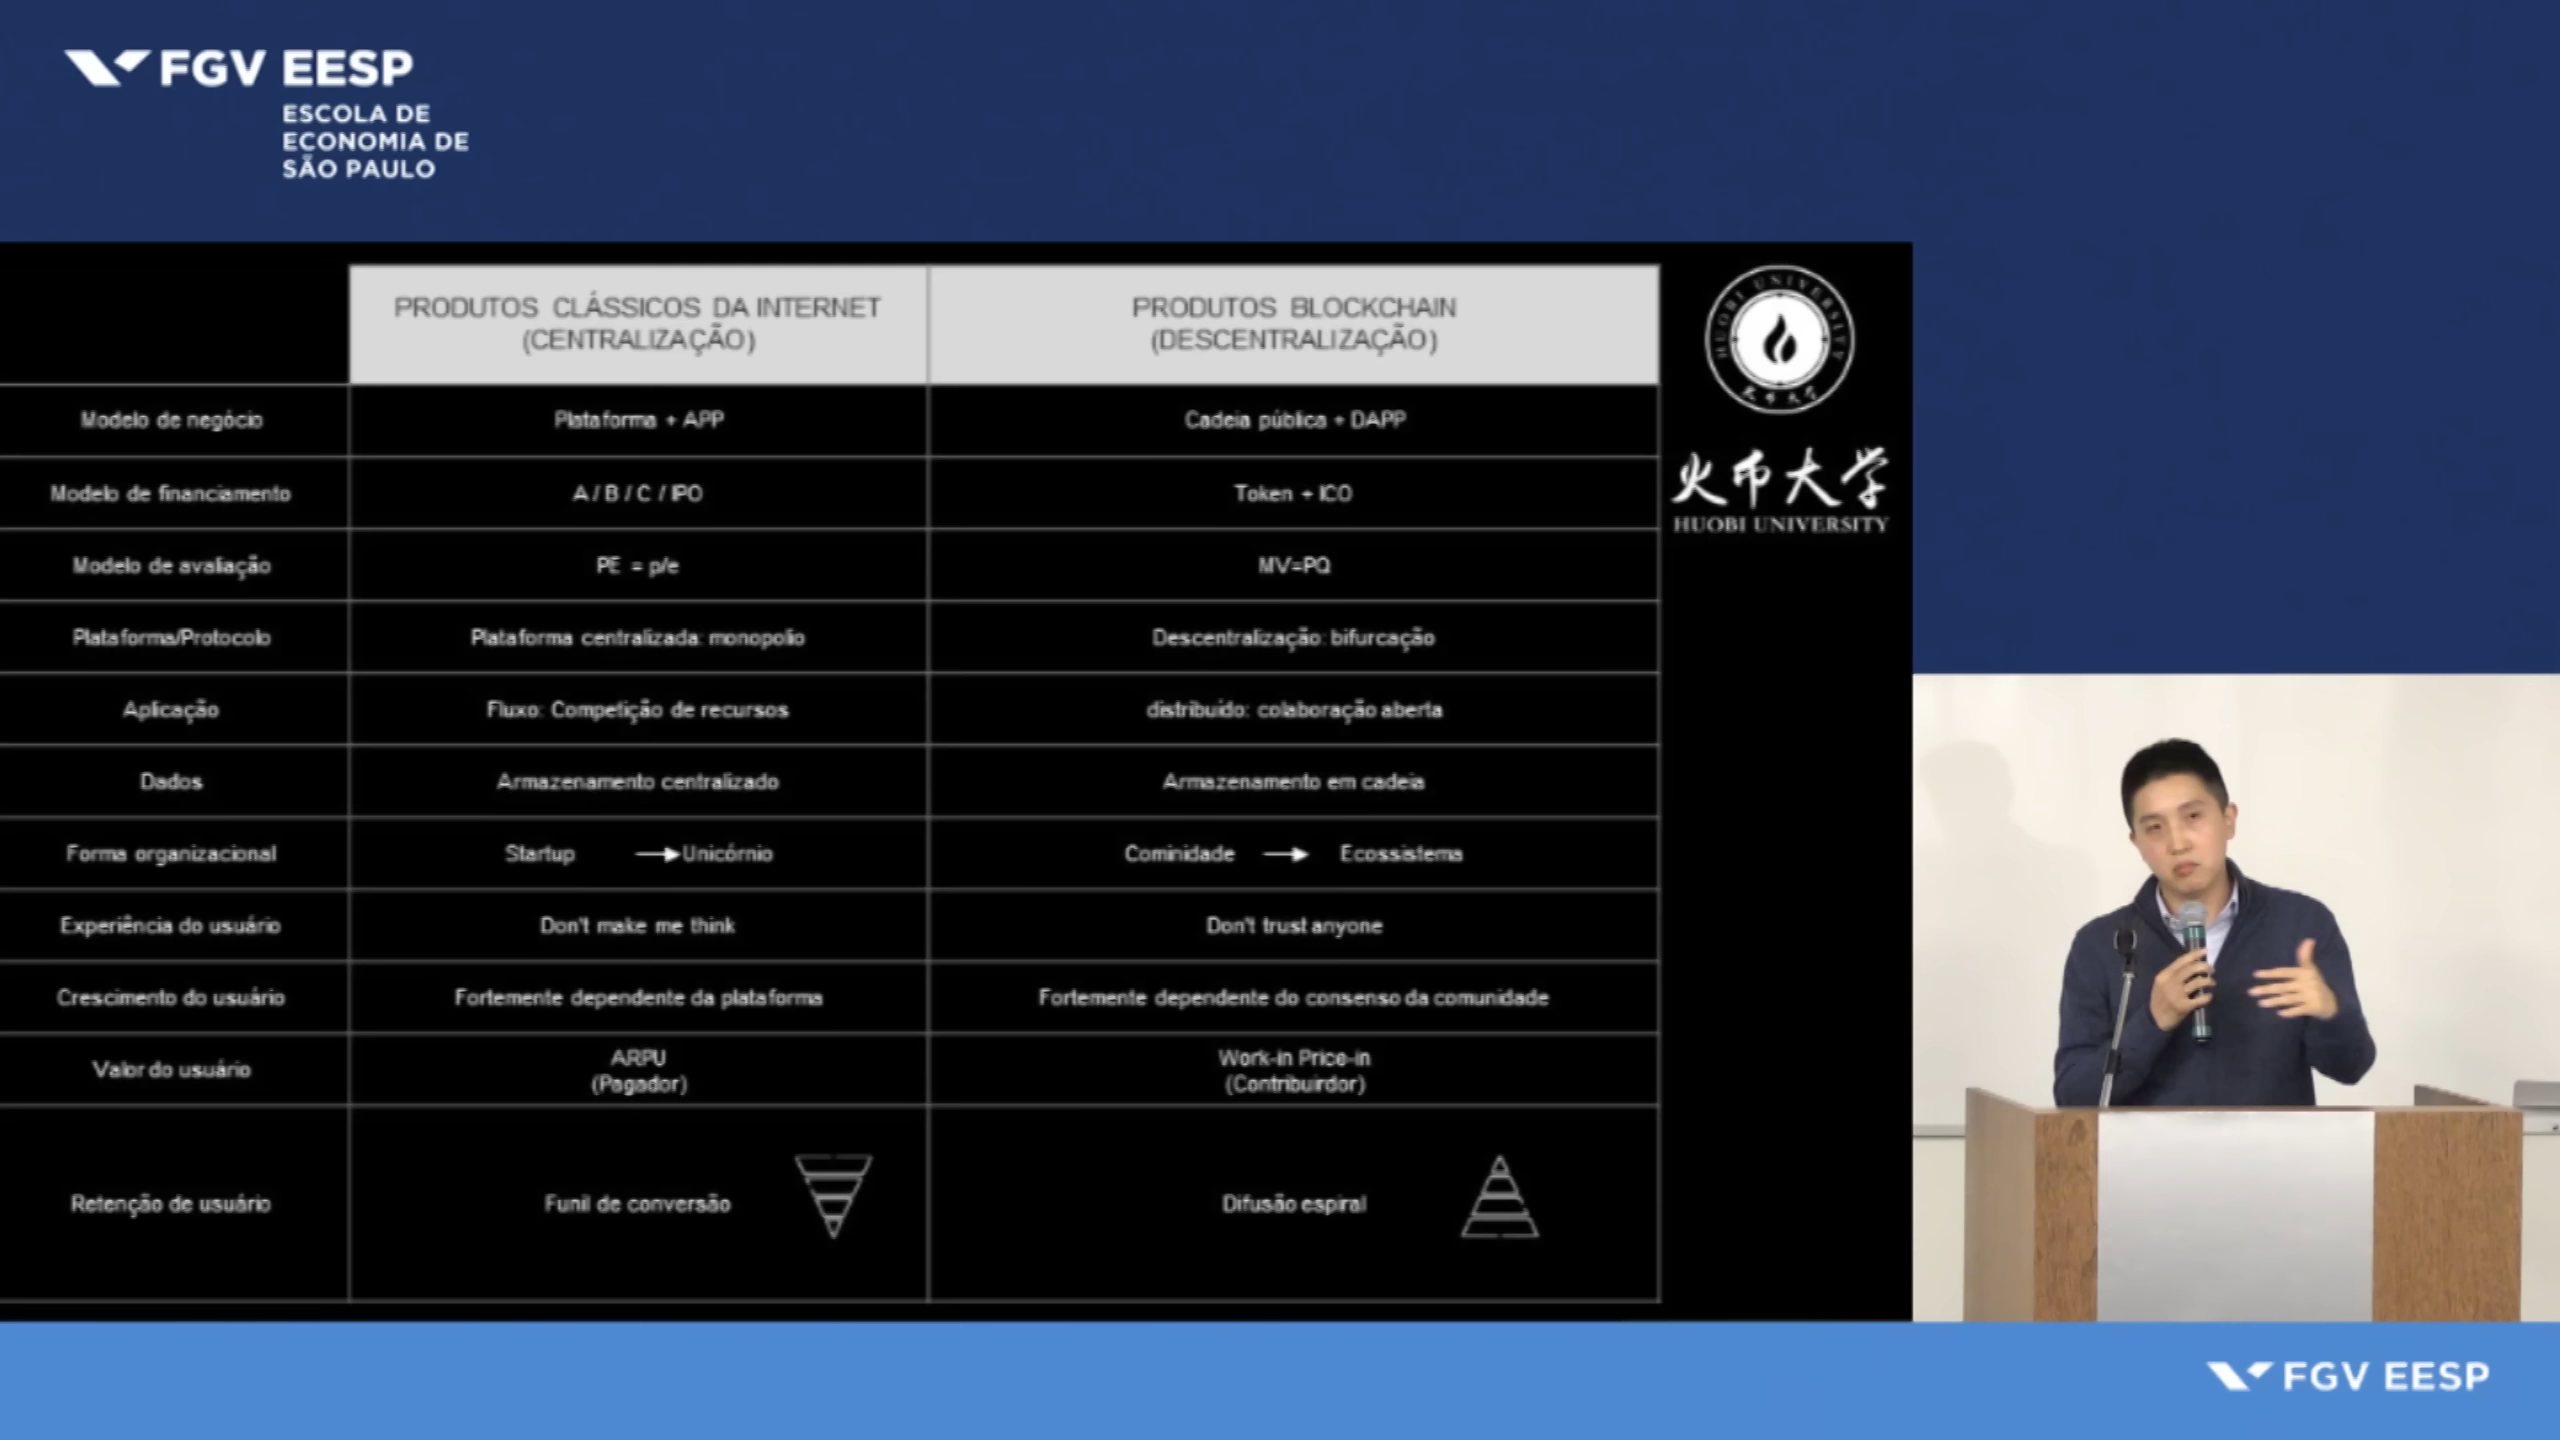 FGV EESP
ESCOLA DE
ECONOMIA DE
SÃO PAULO
PRODUTOS CLÁSSICOS DA INTERNET
(CENTRALIZAÇÃO)
PRODUTOS BLOCKCHAIN
(DESCENTRALIZAÇÃO)
Modelo de negócio
Plataforma + APP
Cadeia pública + DAPP
Modelo de financiamento
A / B / C / IPO
Token + ICO
Modelo de avaliação
PE = p/e
MV=PQ
Plataforma/Protocolo
Plataforma centralizada: monopolio
Descentralização: bifurcação
Aplicação
Fluxo: Competição de recursos
distribuído: colaboração aberta
Dados
Armazenamento centralizado
Armazenamento em cadeia
Forma organizacional
Startup → Unicórnio
Cominidade → Ecossistema
Experiência do usuário
Don't make me think
Don't trust anyone
Crescimento do usuário
Fortemente dependente da plataforma
Fortemente dependente do consenso da comunidade
Valor do usuário
ARPU
(Pagador)
Work-in Price-in
(Contribuirdor)
Retenção de usuário
Funil de conversão
Difusão espiral
HUOBI UNIVERSITY
火币大学
火币大学
HUOBI UNIVERSITY
FGV EESP